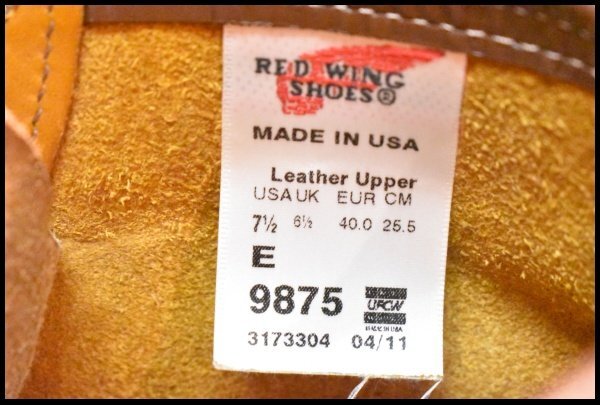 RED WING
SHOES®
MADE IN USA
Leather Upper
USA UK EUR CM
7½ 6½ 40.0 25.5
E
9875 UFCW
MADE IN USA
3173304 04/11